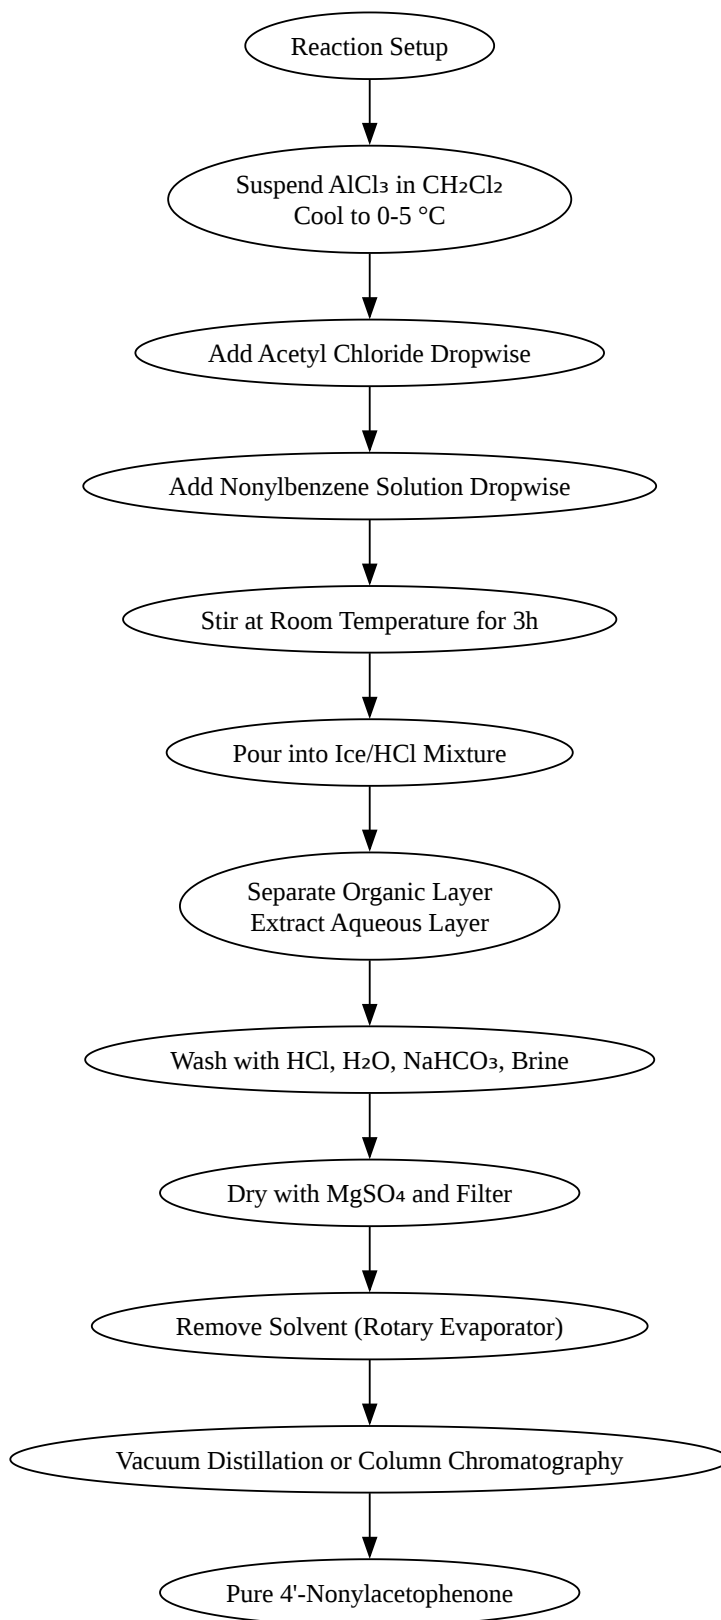 Reaction Setup
Suspend AlCl₃ in CH₂Cl₂
Cool to 0-5 °C
Add Acetyl Chloride Dropwise
Add Nonylbenzene Solution Dropwise
Stir at Room Temperature for 3h
Pour into Ice/HCl Mixture
Separate Organic Layer
Extract Aqueous Layer
Wash with HCl, H₂O, NaHCO₃, Brine
Dry with MgSO₄ and Filter
Remove Solvent (Rotary Evaporator)
Vacuum Distillation or Column Chromatography
Pure 4'-Nonylacetophenone